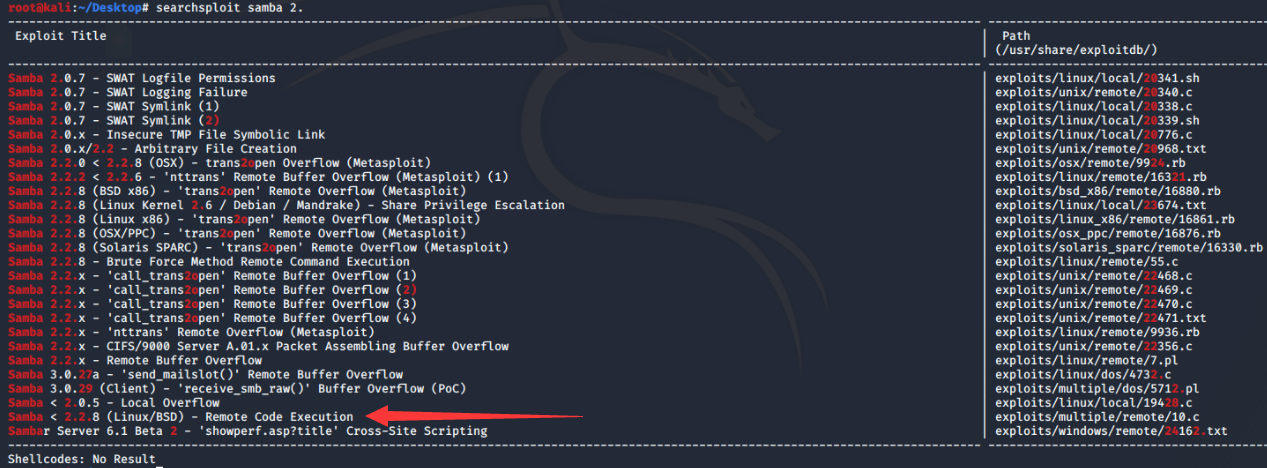 root@kali:~/Desktop# searchsploit samba 2.
Exploit Title | Path
| (/usr/share/exploitdb/)
Samba 2.0.7 - SWAT Logfile Permissions | exploits/linux/local/20341.sh
Samba 2.0.7 - SWAT Logging Failure | exploits/unix/remote/20340.c
Samba 2.0.7 - SWAT Symlink (1) | exploits/linux/local/20338.c
Samba 2.0.7 - SWAT Symlink (2) | exploits/linux/local/20339.sh
Samba 2.0.x - Insecure TMP File Symbolic Link | exploits/linux/local/20776.c
Samba 2.0.x/2.2 - Arbitrary File Creation | exploits/unix/remote/20968.txt
Samba 2.2.0 < 2.2.8 (OSX) - trans2open Overflow (Metasploit) | exploits/osx/remote/9924.rb
Samba 2.2.2 < 2.2.6 - 'nttrans' Remote Buffer Overflow (Metasploit) (1) | exploits/linux/remote/16321.rb
Samba 2.2.8 (BSD x86) - 'trans2open' Remote Overflow (Metasploit) | exploits/bsd_x86/remote/16880.rb
Samba 2.2.8 (Linux Kernel 2.6 / Debian / Mandrake) - Share Privilege Escalation | exploits/linux/local/23674.txt
Samba 2.2.8 (Linux x86) - 'trans2open' Remote Overflow (Metasploit) | exploits/linux_x86/remote/16861.rb
Samba 2.2.8 (OSX/PPC) - 'trans2open' Remote Overflow (Metasploit) | exploits/osx_ppc/remote/16876.rb
Samba 2.2.8 (Solaris SPARC) - 'trans2open' Remote Overflow (Metasploit) | exploits/solaris_sparc/remote/16330.rb
Samba 2.2.8 - Brute Force Method Remote Command Execution | exploits/linux/remote/55.c
Samba 2.2.x - 'call_trans2open' Remote Buffer Overflow (1) | exploits/unix/remote/22468.c
Samba 2.2.x - 'call_trans2open' Remote Buffer Overflow (2) | exploits/unix/remote/22469.c
Samba 2.2.x - 'call_trans2open' Remote Buffer Overflow (3) | exploits/unix/remote/22470.c
Samba 2.2.x - 'call_trans2open' Remote Buffer Overflow (4) | exploits/unix/remote/22471.txt
Samba 2.2.x - 'nttrans' Remote Overflow (Metasploit) | exploits/linux/remote/9936.rb
Samba 2.2.x - CIFS/9000 Server A.01.x Packet Assembling Buffer Overflow | exploits/unix/remote/22356.c
Samba 2.2.x - Remote Buffer Overflow | exploits/linux/remote/7.pl
Samba 3.0.27a - 'send_mailslot()' Remote Buffer Overflow | exploits/linux/dos/4732.c
Samba 3.0.29 (Client) - 'receive_smb_raw()' Buffer Overflow (PoC) | exploits/multiple/dos/5712.pl
Samba < 2.0.5 - Local Overflow | exploits/linux/local/19428.c
Samba < 2.2.8 (Linux/BSD) - Remote Code Execution | exploits/multiple/remote/10.c
Sambar Server 6.1 Beta 2 - 'showperf.asp?title' Cross-Site Scripting | exploits/windows/remote/24162.txt
Shellcodes: No Result